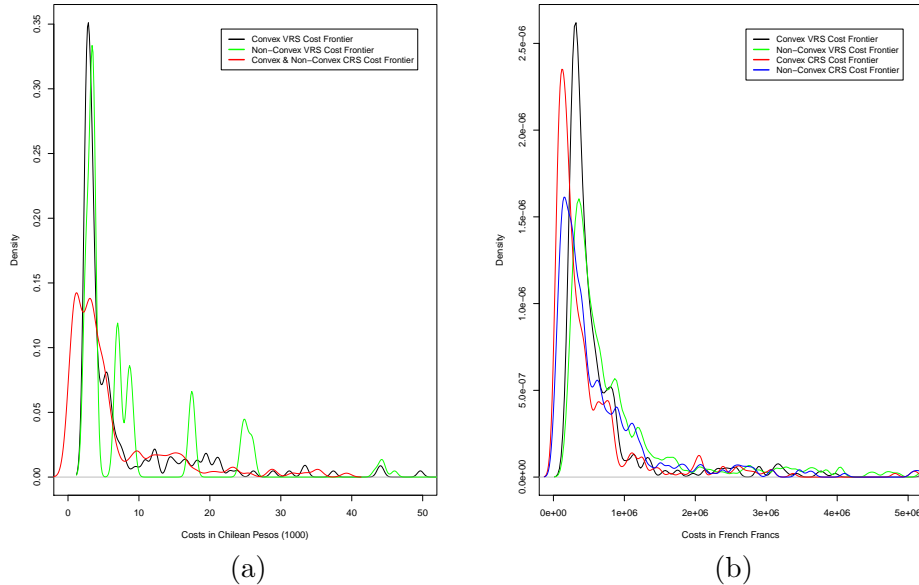 Convex VRS Cost Frontier
Non−Convex VRS Cost Frontier
Convex & Non−Convex CRS Cost Frontier
Density
0.00
0.05
0.10
0.15
0.20
0.25
0.30
0.35
0
10
20
30
40
50
Costs in Chilean Pesos (1000)
(a)
Convex VRS Cost Frontier
Non−Convex VRS Cost Frontier
Convex CRS Cost Frontier
Non−Convex CRS Cost Frontier
Density
0.0e+00
5.0e−07
1.0e−06
1.5e−06
2.0e−06
2.5e−06
0e+00
1e+06
2e+06
3e+06
4e+06
5e+06
Costs in French Francs
(b)